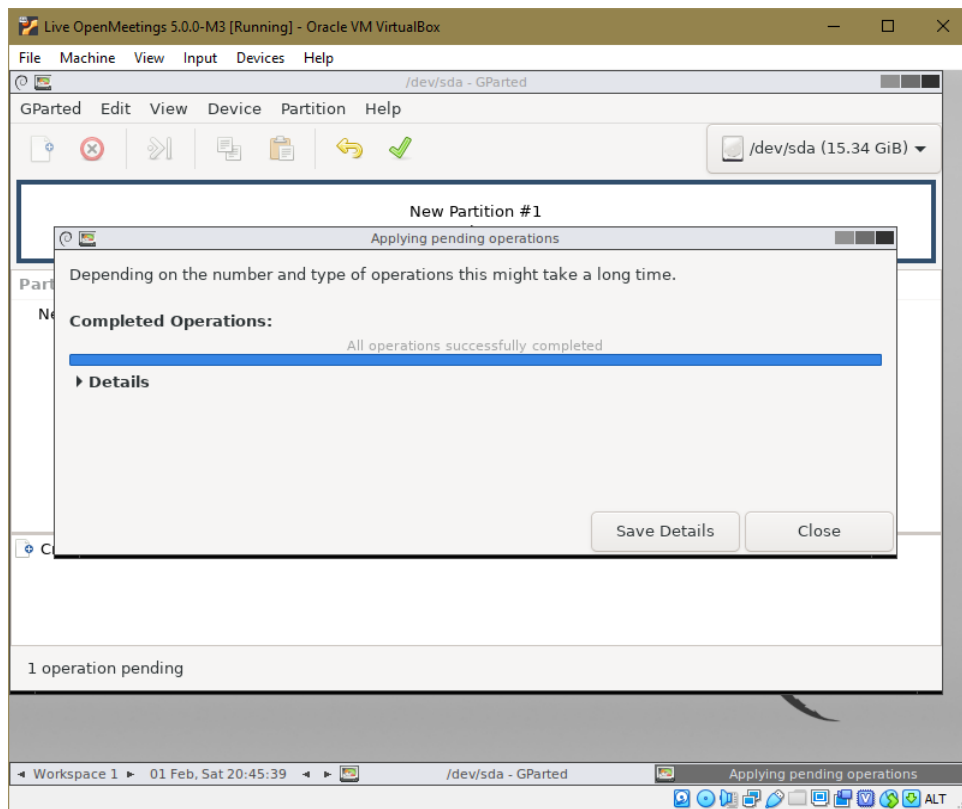 Live OpenMeetings 5.0.0-M3 [Running] - Oracle VM VirtualBox
File Machine View Input Devices Help
/dev/sda - GParted
GParted Edit View Device Partition Help
/dev/sda (15.34 GiB)
New Partition #1
Applying pending operations
Depending on the number and type of operations this might take a long time.
Part
Ne
Completed Operations:
All operations successfully completed
Details
Save Details Close
1 operation pending
Workspace 1 01 Feb, Sat 20:45:39 /dev/sda - GParted Applying pending operations
ALT